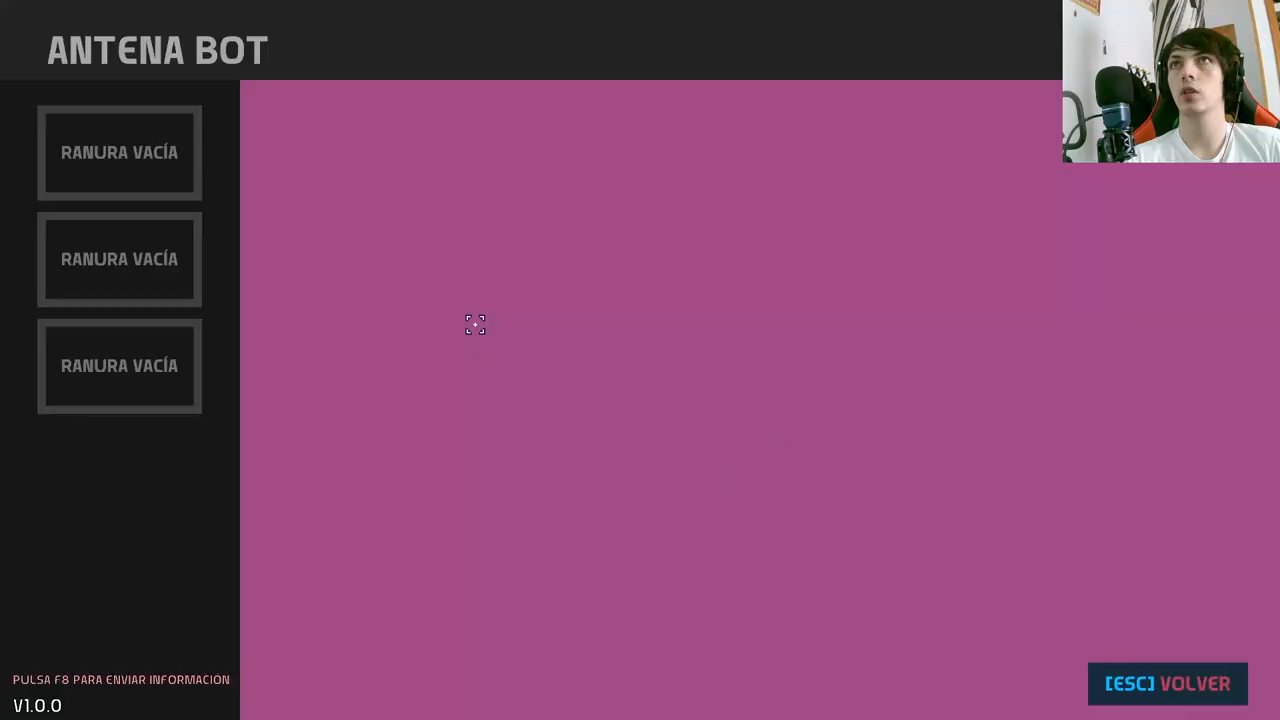 ANTENA BOT
RANURA VACÍA
RANURA VACÍA
RANURA VACÍA
PULSA F8 PARA ENVIAR INFORMACIÓN
V1.0.0
[ESC] VOLVER